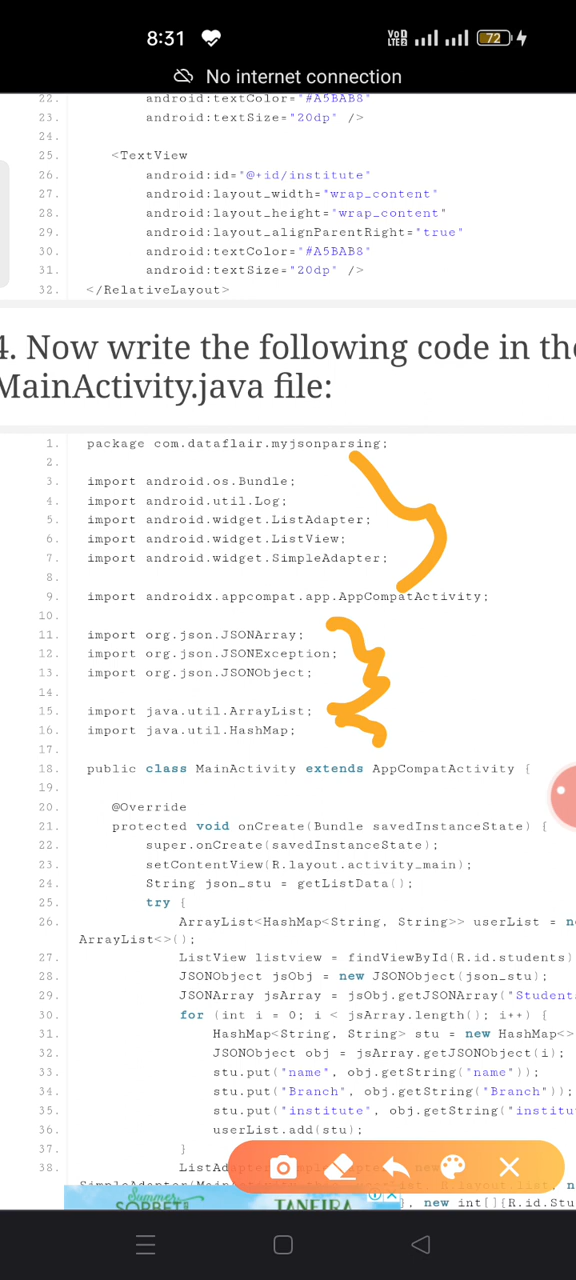 8:31 VoD LTE2 72
No internet connection
22. android:textColor="#A5BAB8"
23. android:textSize="20dp" />
24.
25. <TextView
26. android:id="@+id/institute"
27. android:layout_width="wrap_content"
28. android:layout_height="wrap_content"
29. android:layout_alignParentRight="true"
30. android:textColor="#A5BAB8"
31. android:textSize="20dp" />
32. </RelativeLayout>
4. Now write the following code in the
MainActivity.java file:
1. package com.dataflair.myjsonparsing;
2.
3. import android.os.Bundle;
4. import android.util.Log;
5. import android.widget.ListAdapter;
6. import android.widget.ListView;
7. import android.widget.SimpleAdapter;
8.
9. import androidx.appcompat.app.AppCompatActivity;
10.
11. import org.json.JSONArray;
12. import org.json.JSONException;
13. import org.json.JSONObject;
14.
15. import java.util.ArrayList;
16. import java.util.HashMap;
17.
18. public class MainActivity extends AppCompatActivity {
19.
20. @Override
21. protected void onCreate(Bundle savedInstanceState) {
22. super.onCreate(savedInstanceState);
23. setContentView(R.layout.activity_main);
24. String json_stu = getListData();
25. try {
26. ArrayList<HashMap<String, String>> userList = ne
ArrayList<>();
27. ListView listview = findViewById(R.id.students)
28. JSONObject jsObj = new JSONObject(json_stu);
29. JSONArray jsArray = jsObj.getJSONArray("Student
30. for (int i = 0; i < jsArray.length(); i++) {
31. HashMap<String, String> stu = new HashMap<>
32. JSONObject obj = jsArray.getJSONObject(i);
33. stu.put("name", obj.getString("name"));
34. stu.put("Branch", obj.getString("Branch"));
35. stu.put("institute", obj.getString("institu
36. userList.add(stu);
37. }
38. ListAd
}, new int[]{R.id.Stu
Summer
SORBET
TANEIRA